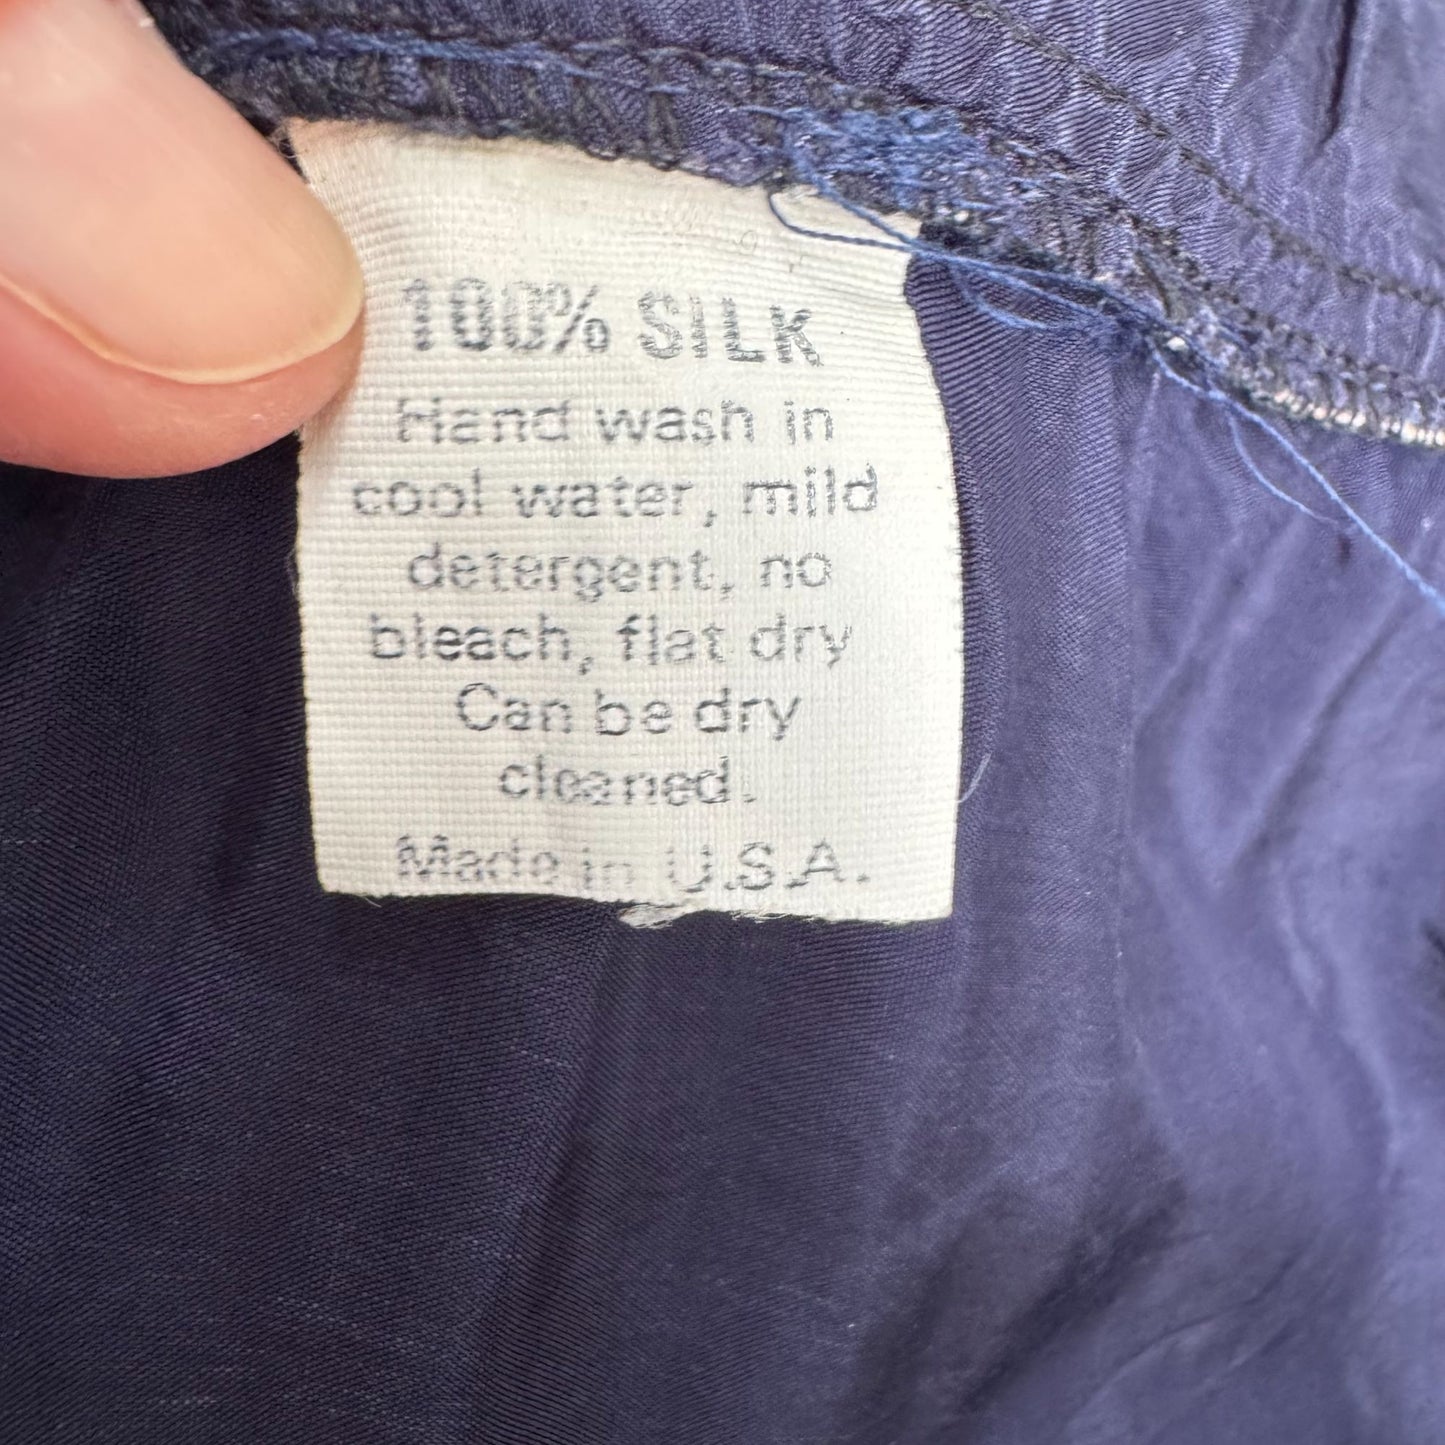 100% SILK
Hand wash in
cool water, mild
detergent, no
bleach, flat dry
Can be dry
cleaned.
Made in U.S.A.